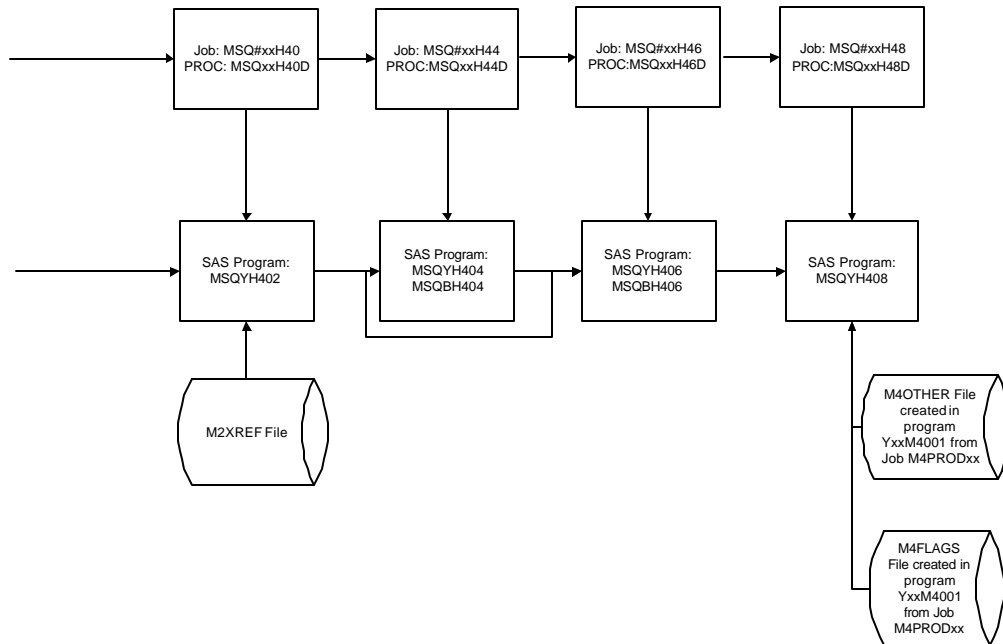 Job: MSQ#xxH40
PROC: MSQxxH40D
Job: MSQ#xxH44
PROC:MSQxxH44D
Job: MSQ#xxH46
PROC:MSQxxH46D
Job: MSQ#xxH48
PROC:MSQxxH48D
SAS Program:
MSQYH402
SAS Program:
MSQYH404
MSQBH404
SAS Program:
MSQYH406
MSQBH406
SAS Program:
MSQYH408
M2XREF File
M4OTHER File
created in
program
YxxM4001 from
Job M4PRODxx
M4FLAGS
File created in
program
YxxM4001
from Job
M4PRODxx